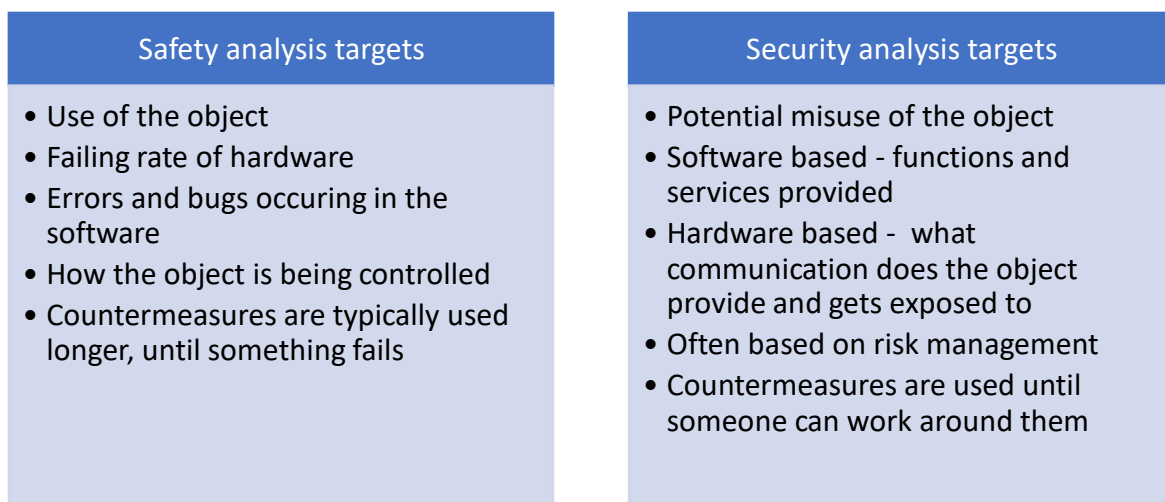 Safety analysis targets
• Use of the object
• Failing rate of hardware
• Errors and bugs occuring in the
software
• How the object is being controlled
• Countermeasures are typically used
longer, until something fails
Security analysis targets
• Potential misuse of the object
• Software based - functions and
services provided
• Hardware based -  what
communication does the object
provide and gets exposed to
• Often based on risk management
• Countermeasures are used until
someone can work around them